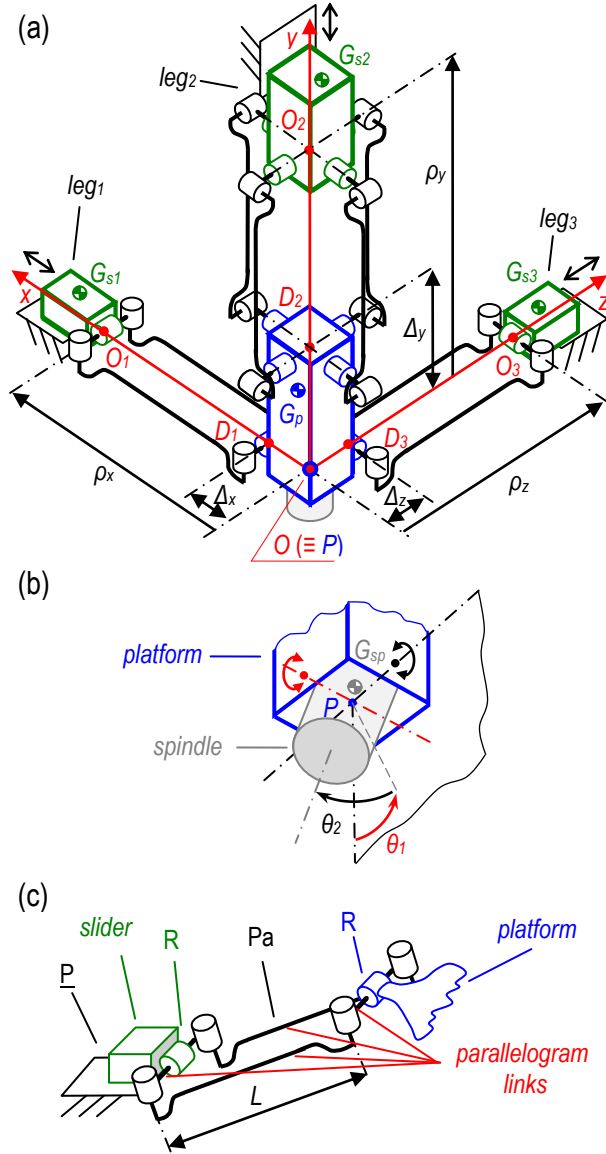 (a)
y
Gs2
leg2
O2
ρy
leg1
leg3
Gs1
Gs3
x
z
D2
Δy
O1
O3
Gp
D1
D3
ρx
Δx
Δz
ρz
O (≡ P)
(b)
platform
Gsp
P
spindle
θ2
θ1
(c)
slider
R
Pa
R
platform
P
parallelogram
links
L